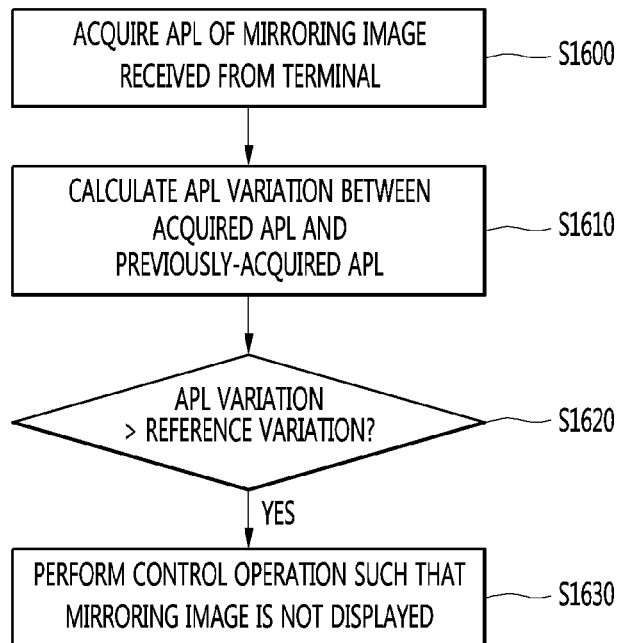 ACQUIRE APL OF MIRRORING IMAGE
RECEIVED FROM TERMINAL
S1600
CALCULATE APL VARIATION BETWEEN
ACQUIRED APL AND
PREVIOUSLY-ACQUIRED APL
S1610
APL VARIATION
> REFERENCE VARIATION?
S1620
YES
PERFORM CONTROL OPERATION SUCH THAT
MIRRORING IMAGE IS NOT DISPLAYED
S1630